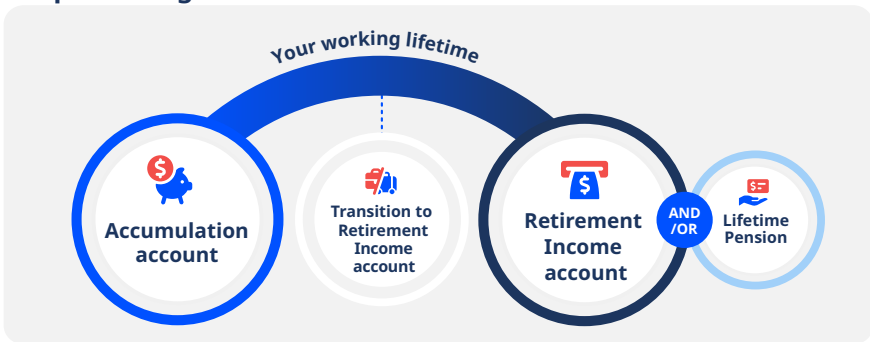 Your working lifetime
Accumulation
account
Transition to
Retirement
Income
account
Retirement
Income
account
AND
/OR
Lifetime
Pension